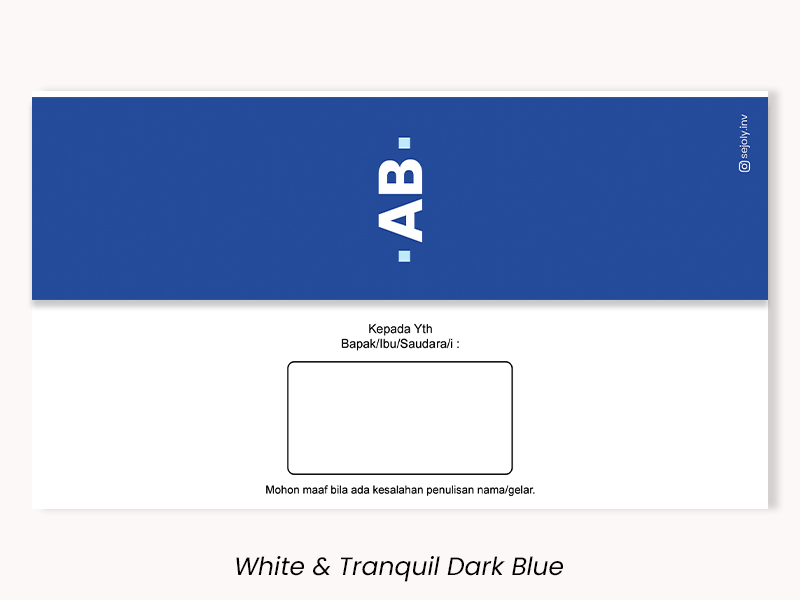 ▪AB▪
sejoly.inv
Kepada Yth
Bapak/Ibu/Saudara/i :
Mohon maaf bila ada kesalahan penulisan nama/gelar.
White & Tranquil Dark Blue